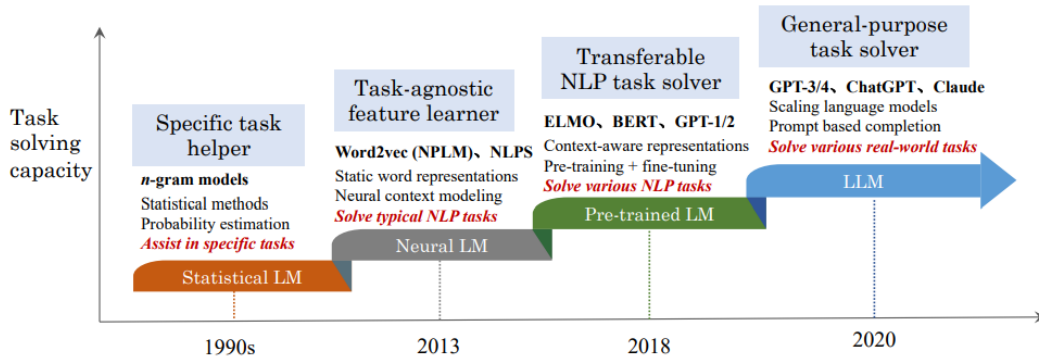 Task
solving
capacity
Specific task
helper
n-gram models
Statistical methods
Probability estimation
Assist in specific tasks
Statistical LM
1990s
Task-agnostic
feature learner
Word2vec (NPLM)、NLPS
Static word representations
Neural context modeling
Solve typical NLP tasks
Neural LM
2013
Transferable
NLP task solver
ELMO、BERT、GPT-1/2
Context-aware representations
Pre-training + fine-tuning
Solve various NLP tasks
Pre-trained LM
2018
General-purpose
task solver
GPT-3/4、ChatGPT、Claude
Scaling language models
Prompt based completion
Solve various real-world tasks
LLM
2020